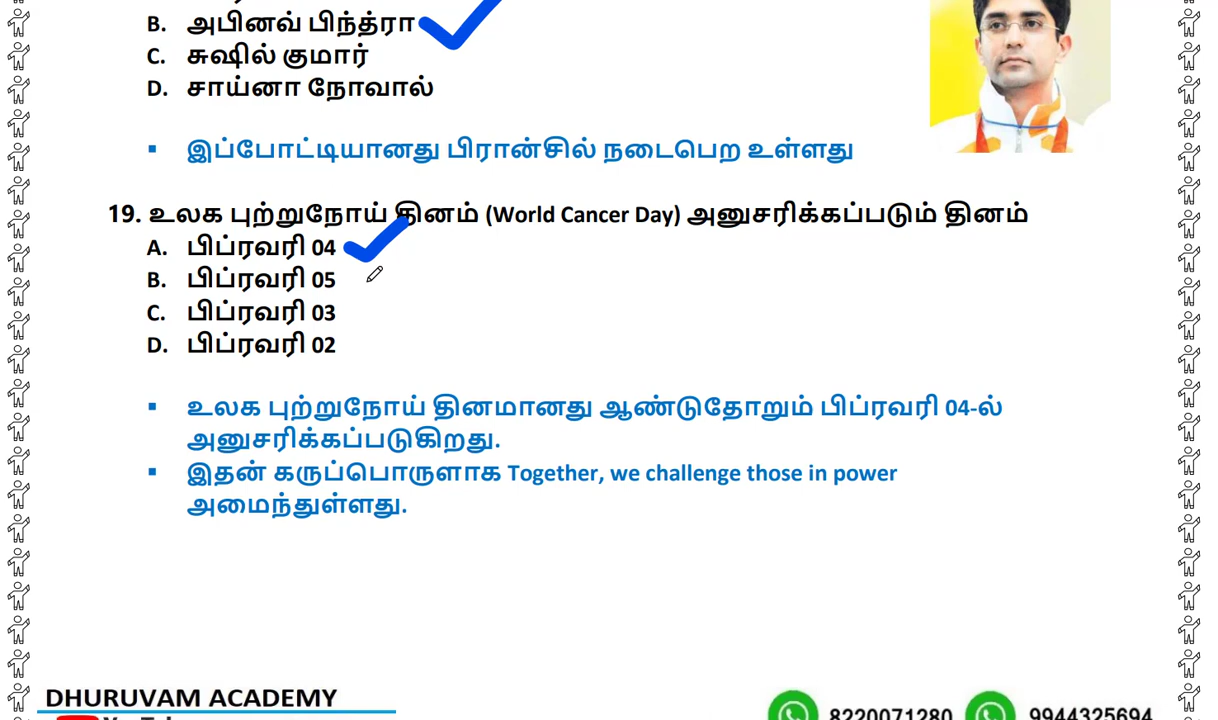 B. அபினவ் பிந்த்ரா
C. சுஷில் குமார்
D. சாய்னா நேவால்
▪ இப்போட்டியானது பிரான்சில் நடைபெற உள்ளது
19. உலக புற்றுநோய் தினம் (World Cancer Day) அனுசரிக்கப்படும் தினம்
A. பிப்ரவரி 04
B. பிப்ரவரி 05
C. பிப்ரவரி 03
D. பிப்ரவரி 02
▪ உலக புற்றுநோய் தினமானது ஆண்டுதோறும் பிப்ரவரி 04-ல்
அனுசரிக்கப்படுகிறது.
▪ இதன் கருப்பொருளாக Together, we challenge those in power
அமைந்துள்ளது.
DHURUVAM ACADEMY
8220071280 9944325694